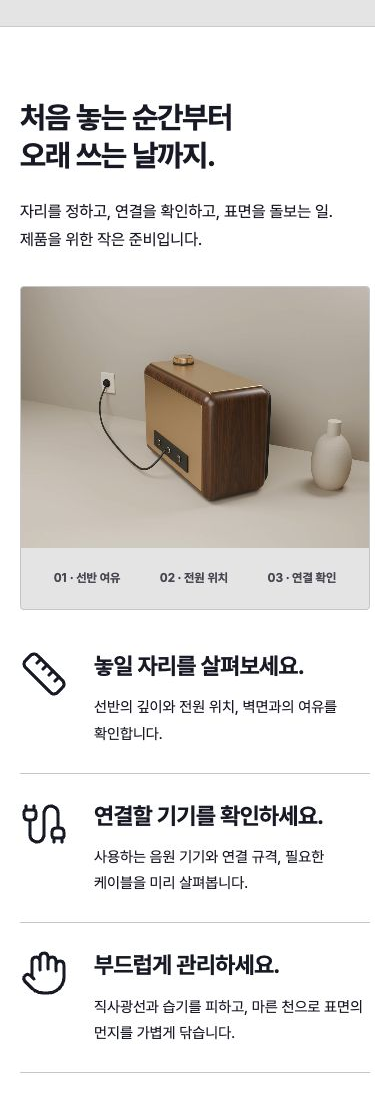 처음 놓는 순간부터
오래 쓰는 날까지.
자리를 정하고, 연결을 확인하고, 표면을 돌보는 일.
제품을 위한 작은 준비입니다.
01 · 선반 여유
02 · 전원 위치
03 · 연결 확인
놓일 자리를 살펴보세요.
선반의 깊이와 전원 위치, 벽면과의 여유를
확인합니다.
연결할 기기를 확인하세요.
사용하는 음원 기기와 연결 규격, 필요한
케이블을 미리 살펴봅니다.
부드럽게 관리하세요.
직사광선과 습기를 피하고, 마른 천으로 표면의
먼지를 가볍게 닦습니다.